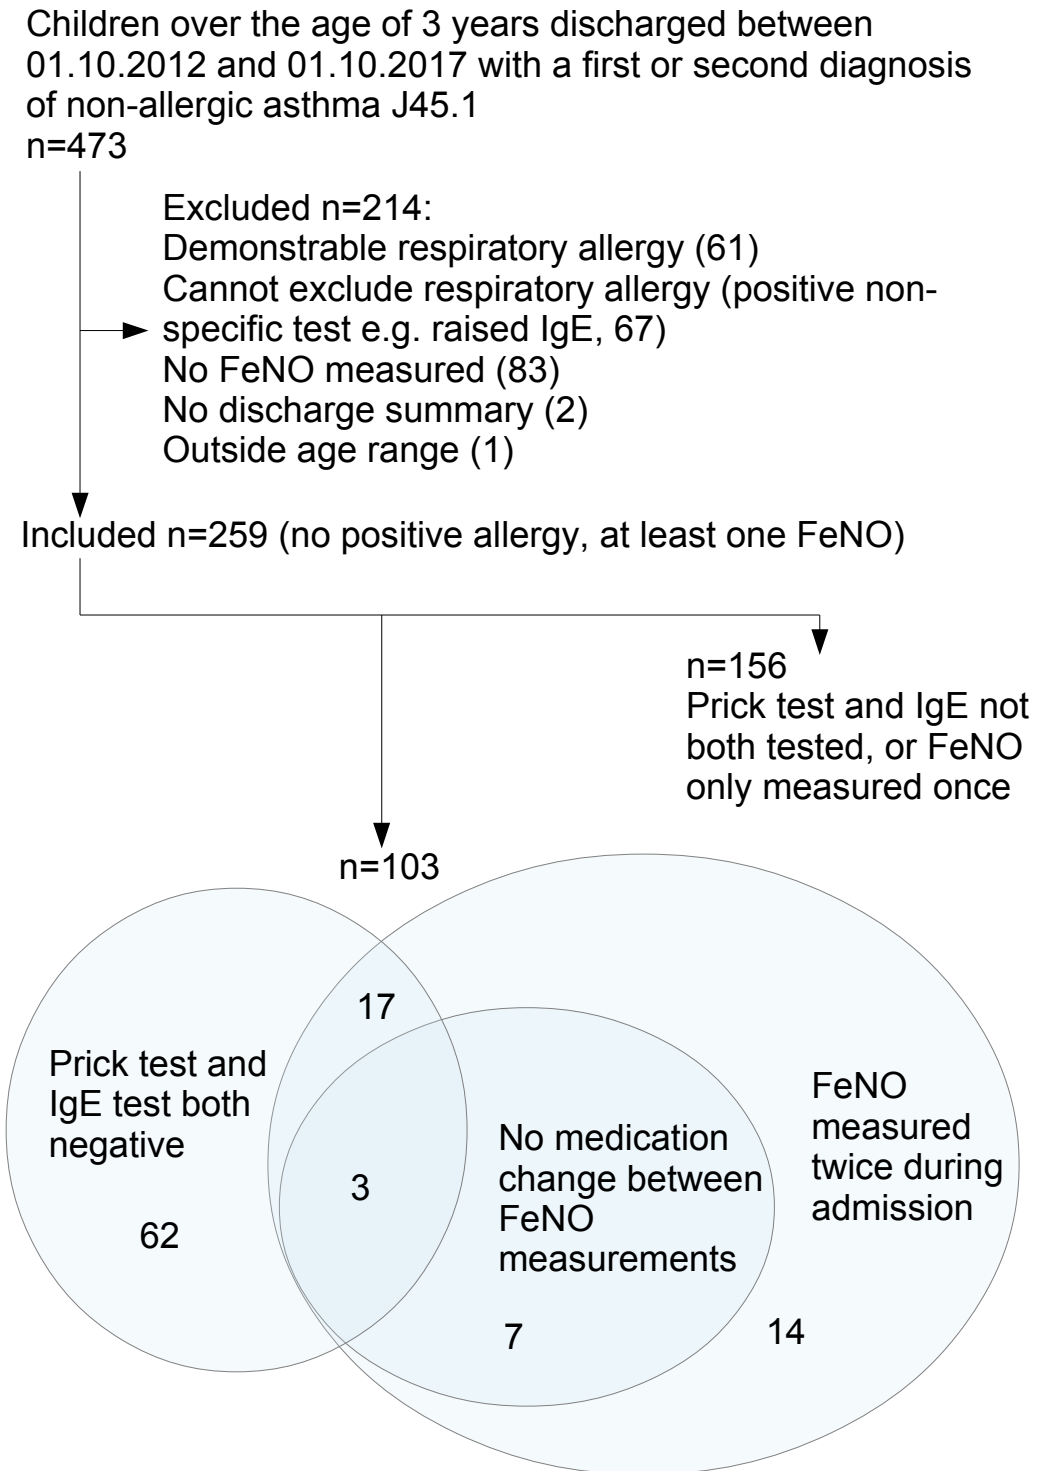 Children over the age of 3 years discharged between
01.10.2012 and 01.10.2017 with a first or second diagnosis
of non-allergic asthma J45.1
n=473
Excluded n=214:
Demonstrable respiratory allergy (61)
Cannot exclude respiratory allergy (positive non-
specific test e.g. raised IgE, 67)
No FeNO measured (83)
No discharge summary (2)
Outside age range (1)
Included n=259 (no positive allergy, at least one FeNO)
n=156
Prick test and IgE not
both tested, or FeNO
only measured once
n=103
17
Prick test and
IgE test both
negative
62
3
No medication
change between
FeNO
measurements
7
FeNO
measured
twice during
admission
14